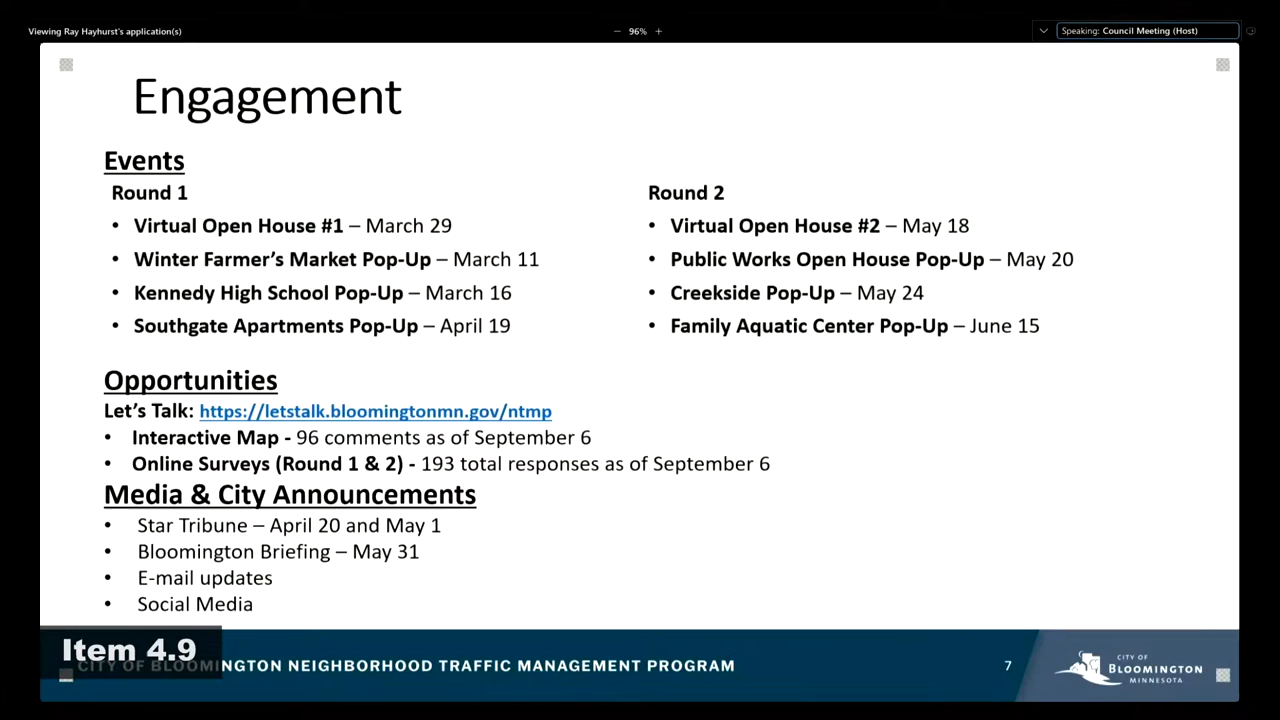 Viewing Ray Hayhurst's application(s)
− 96% +
Speaking: Council Meeting (Host)
Engagement
Events
Round 1
• Virtual Open House #1 – March 29
• Winter Farmer’s Market Pop-Up – March 11
• Kennedy High School Pop-Up – March 16
• Southgate Apartments Pop-Up – April 19
Round 2
• Virtual Open House #2 – May 18
• Public Works Open House Pop-Up – May 20
• Creekside Pop-Up – May 24
• Family Aquatic Center Pop-Up – June 15
Opportunities
Let’s Talk: https://letstalk.bloomingtonmn.gov/ntmp
• Interactive Map - 96 comments as of September 6
• Online Surveys (Round 1 & 2) - 193 total responses as of September 6
Media & City Announcements
• Star Tribune – April 20 and May 1
• Bloomington Briefing – May 31
• E-mail updates
• Social Media
Item 4.9
CITY OF BLOOMINGTON NEIGHBORHOOD TRAFFIC MANAGEMENT PROGRAM
7
CITY OF
BLOOMINGTON
MINNESOTA